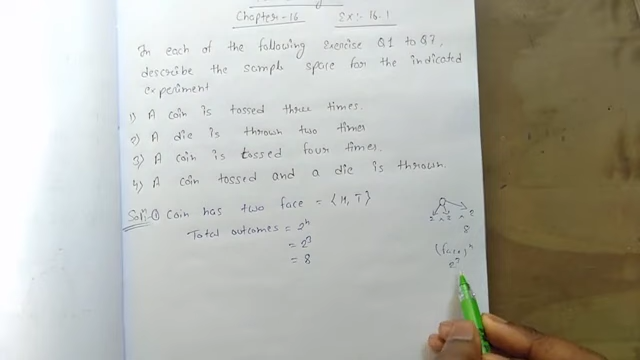 Chapter-16 Ex:- 16.1
In each of the following Exercise Q1 to Q7,
describe the sample space for the indicated
experiment
1) A coin is tossed three times.
2) A die is thrown two times
3) A coin is tossed four times.
4) A coin tossed and a die is thrown.
Soln:-① Coin has two face = {H, T}
Total outcomes = 2ⁿ
= 2³
= 8
8
(face)ⁿ
2³